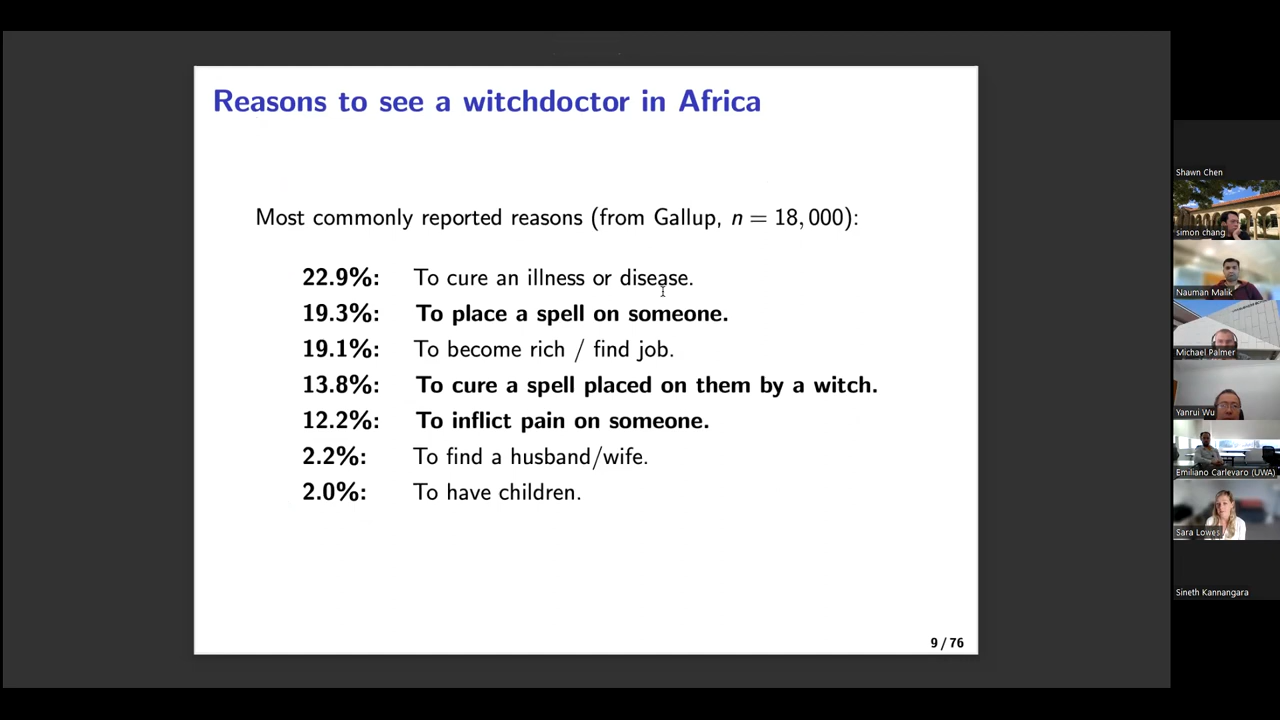 Reasons to see a witchdoctor in Africa
Most commonly reported reasons (from Gallup, n = 18,000):
22.9%: To cure an illness or disease.
19.3%: To place a spell on someone.
19.1%: To become rich / find job.
13.8%: To cure a spell placed on them by a witch.
12.2%: To inflict pain on someone.
2.2%: To find a husband/wife.
2.0%: To have children.
9 / 76
Shawn Chen
simon chang
Nauman Malik
Michael Palmer
Yanrui Wu
Emiliano Carlevaro (UWA)
Sara Lowes
Sineth Kannangara